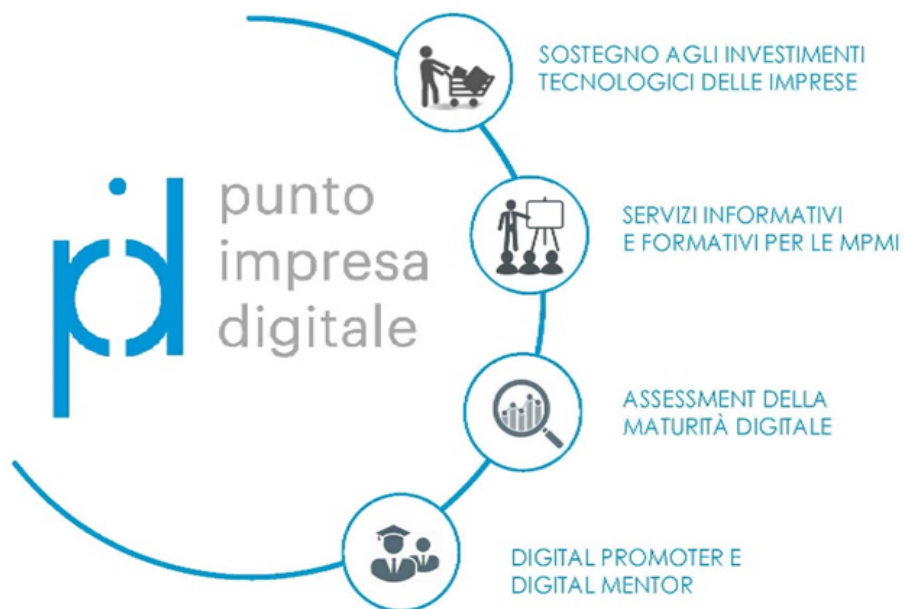 pid
punto
impresa
digitale
SOSTEGNO AGLI INVESTIMENTI
TECNOLOGICI DELLE IMPRESE
SERVIZI INFORMATIVI
E FORMATIVI PER LE MPMI
ASSESSMENT DELLA
MATURITÀ DIGITALE
DIGITAL PROMOTER E
DIGITAL MENTOR